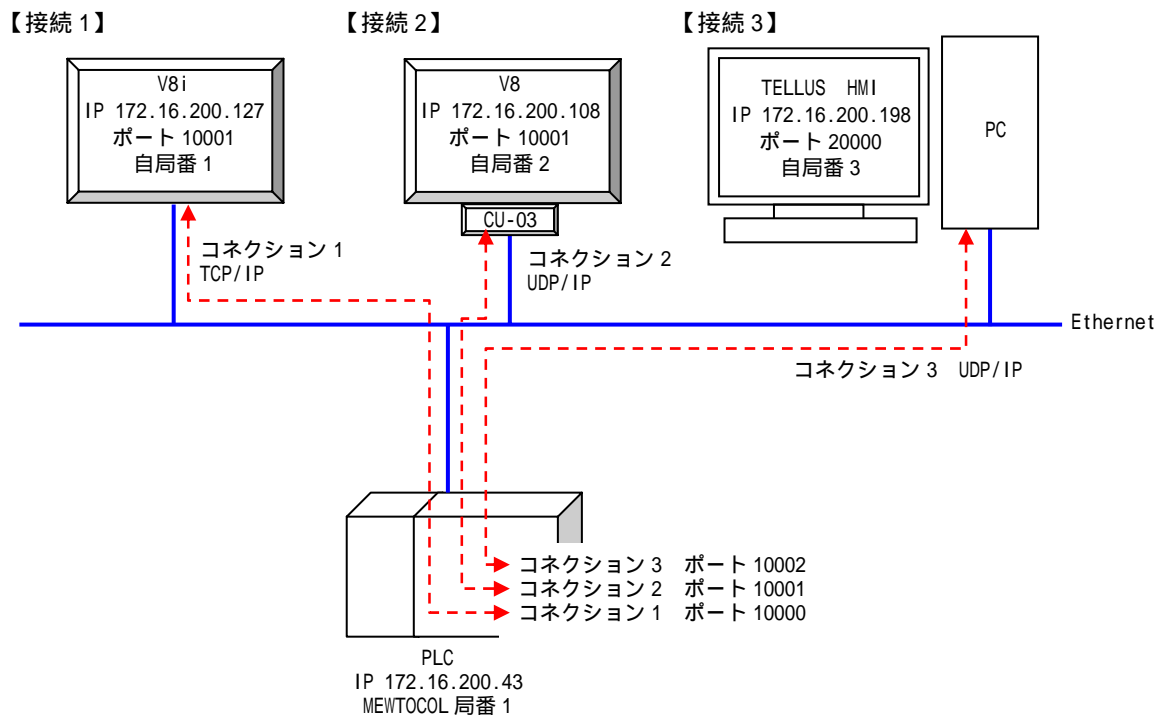 【接続 1】
【接続 2】
【接続 3】
V8i
IP 172.16.200.127
ポート 10001
自局番 1
V8
IP 172.16.200.108
ポート 10001
自局番 2
CU-03
TELLUS HMI
IP 172.16.200.198
ポート 20000
自局番 3
PC
コネクション 1
TCP/IP
コネクション 2
UDP/IP
Ethernet
コネクション 3 UDP/IP
コネクション 3 ポート 10002
コネクション 2 ポート 10001
コネクション 1 ポート 10000
PLC
IP 172.16.200.43
MEWTOCOL 局番 1